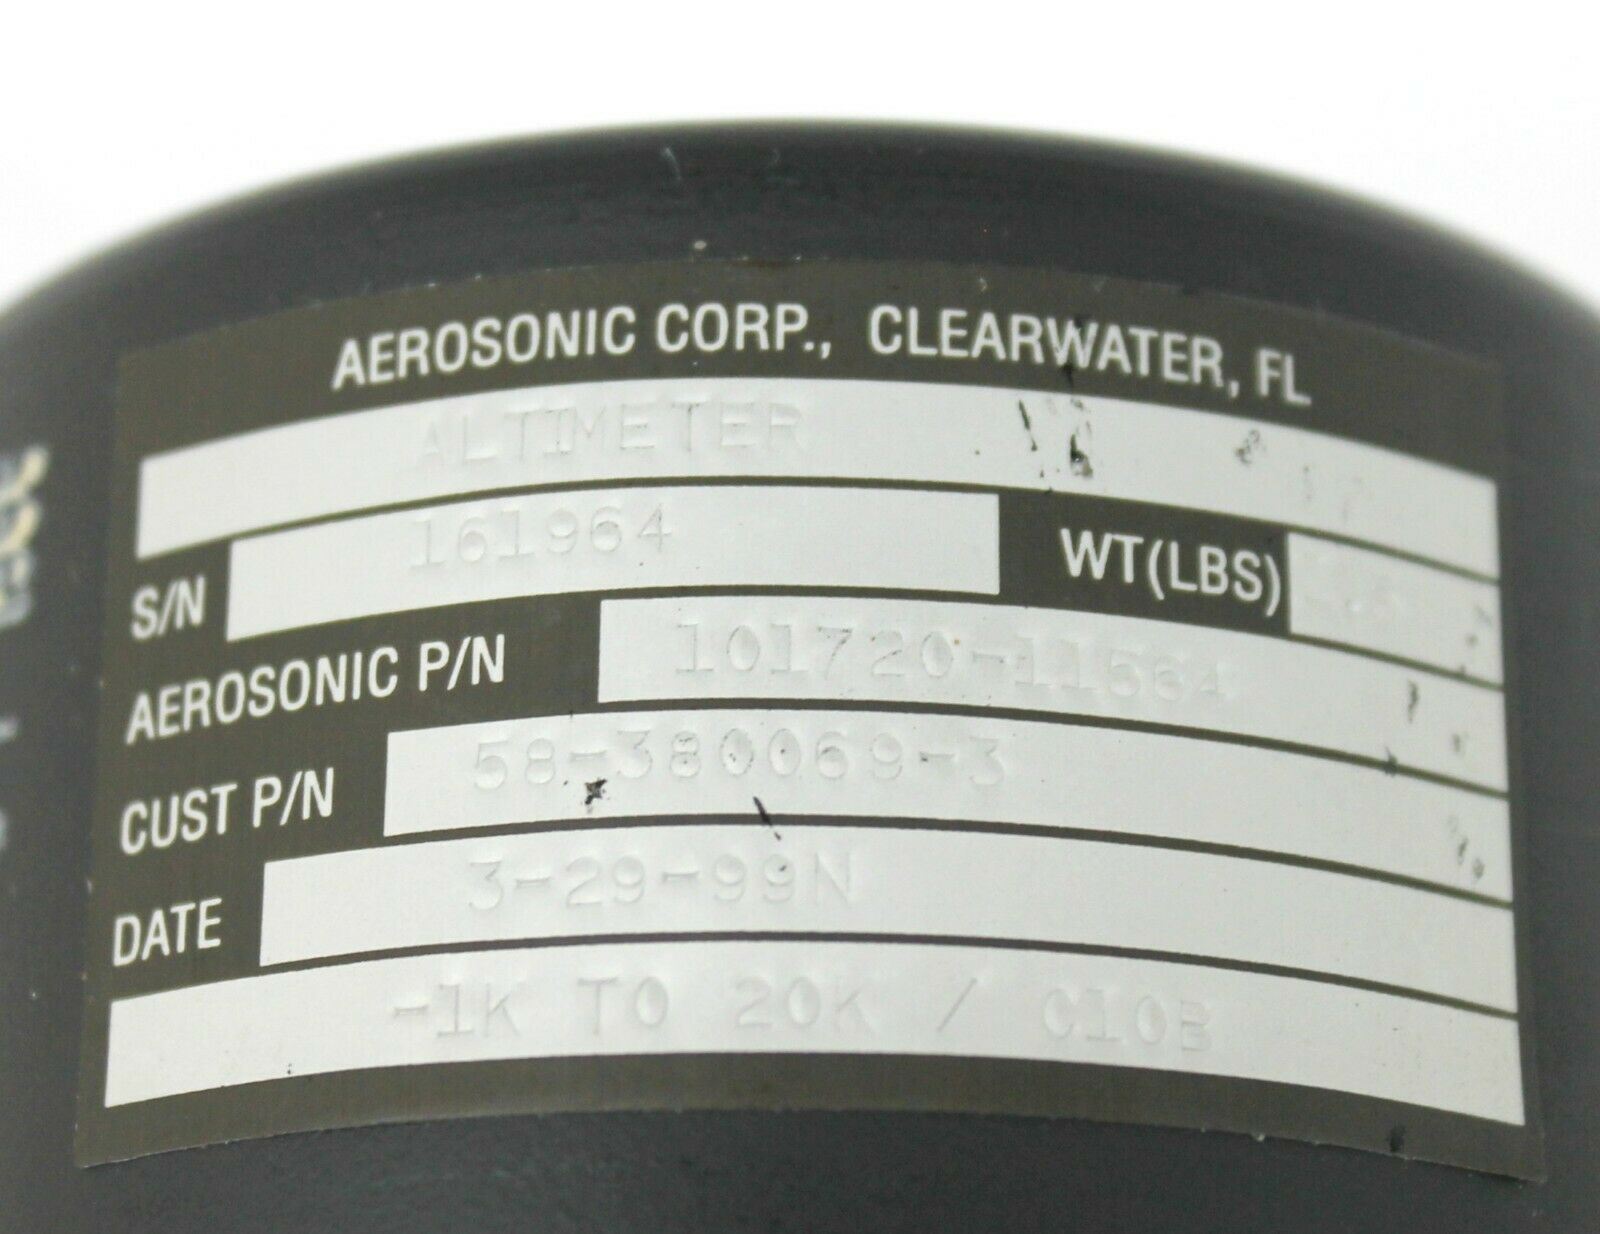 AEROSONIC CORP., CLEARWATER, FL
ALTIMETER
S/N 161964 WT(LBS)
AEROSONIC P/N 101720-11564
CUST P/N 58-380069-3
DATE 3-29-99N
-1K TO 20K / C10B